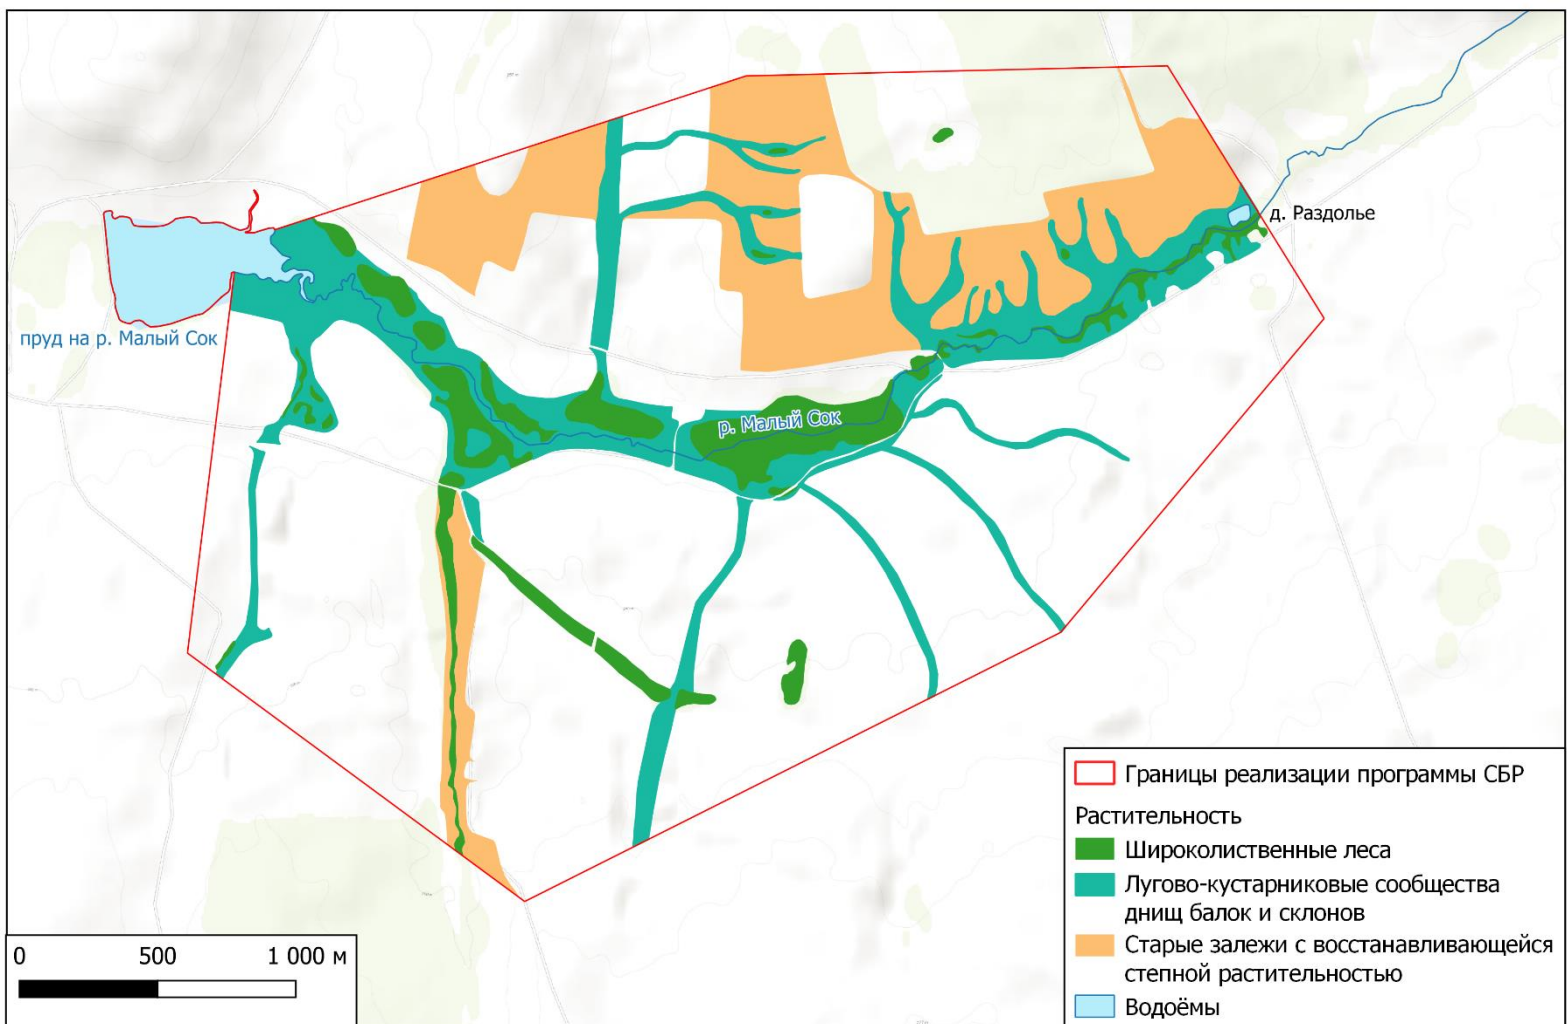 д. Раздолье
пруд на р. Малый Сок
р. Малый Сок
Границы реализации программы СБР
Растительность
Широколиственные леса
Лугово-кустарниковые сообщества
днищ балок и склонов
Старые залежи с восстанавливающейся
степной растительностью
Водоёмы
0 500 1 000 м